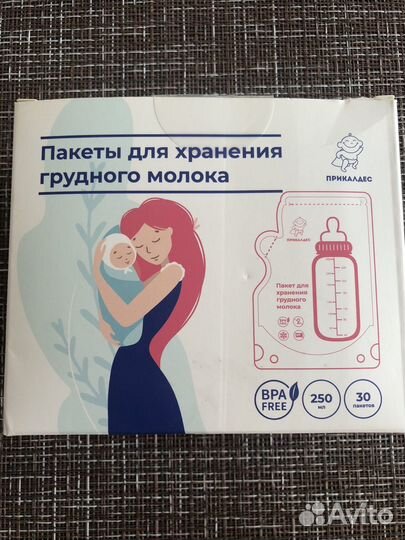 Пакеты для хранения
грудного молока
ПРИКАЛДЕС
ПРИКАЛДЕС
Пакет для
хранения
грудного
молока
BPA
FREE
250
мл
30
пакетов
Avito